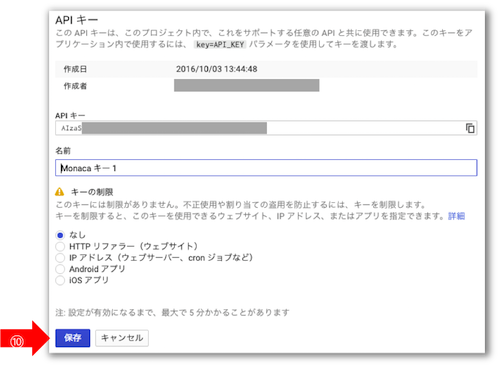 API キー
この API キーは、このプロジェクト内で、これをサポートする任意の API と共に使用できます。このキーをア
プリケーション内で使用するには、 key=API_KEY パラメータを使用してキーを渡します。
作成日 2016/10/03 13:44:48
作成者
API キー
AIzaS
名前
Monaca キー 1
キーの制限
このキーには制限がありません。不正使用や割り当ての盗用を防止するには、キーを制限します。
キーを制限すると、このキーを使用できるウェブサイト、IP アドレス、またはアプリを指定できます。詳細
なし
HTTP リファラー（ウェブサイト）
IP アドレス（ウェブサーバー、cron ジョブなど）
Android アプリ
iOS アプリ
注: 設定が有効になるまで、最大で 5 分かかることがあります
⑩ 保存 キャンセル